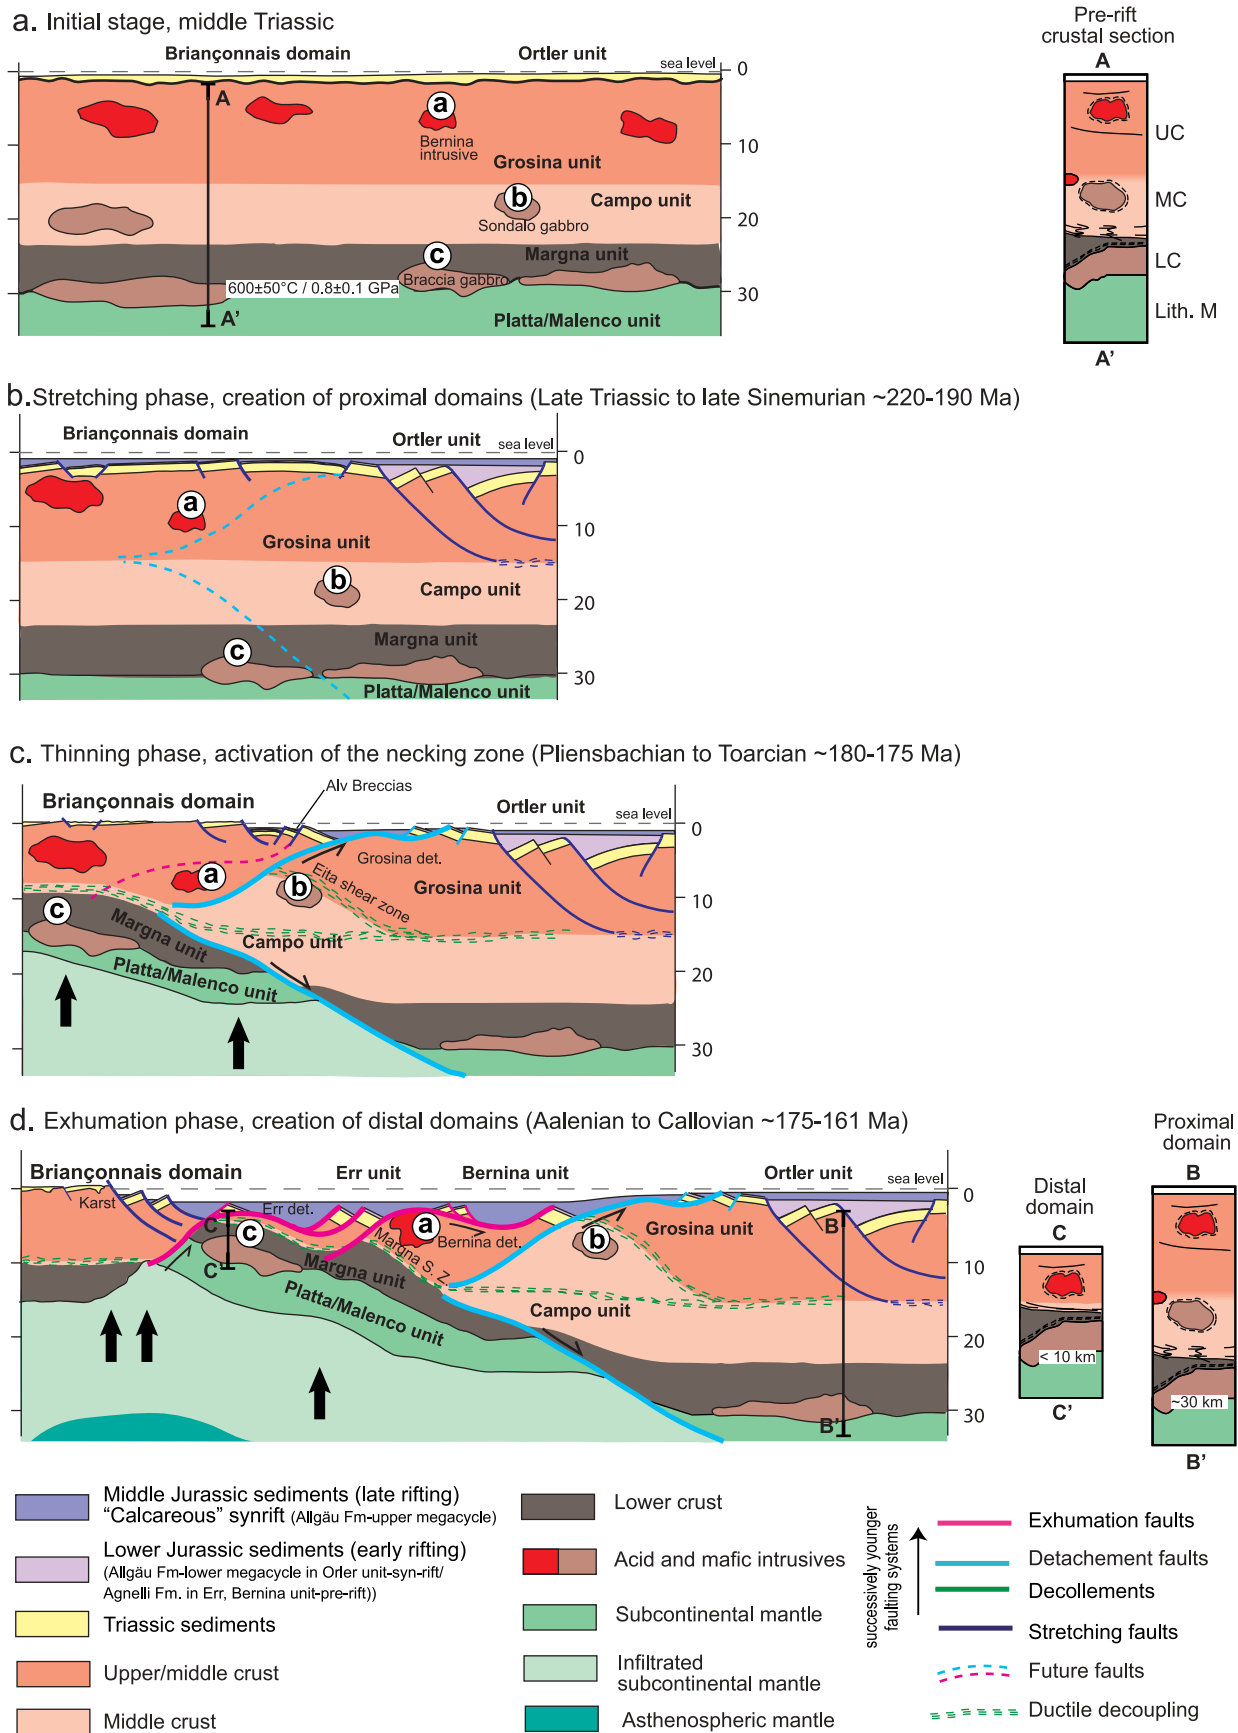 a. Initial stage, middle Triassic
Briançonnais domain
Ortler unit
sea level
0
A
a
Bernina
intrusive
Grosina unit
10
b
Campo unit
Sondalo gabbro
20
c
Margna unit
Braccia gabbro
600±50°C / 0.8±0.1 GPa
30
A'
Platta/Malenco unit
Pre-rift
crustal section
A
UC
MC
LC
Lith. M
A'
b. Stretching phase, creation of proximal domains (Late Triassic to late Sinemurian ~220-190 Ma)
Briançonnais domain
Ortler unit
sea level
0
a
10
Grosina unit
b
Campo unit
20
Margna unit
c
30
Platta/Malenco unit
c. Thinning phase, activation of the necking zone (Pliensbachian to Toarcian ~180-175 Ma)
Alv Breccias
Briançonnais domain
Ortler unit
sea level
0
Grosina det.
a
b
Eita shear zone
Grosina unit
10
c
Margna unit
Campo unit
Platta/Malenco unit
20
30
d. Exhumation phase, creation of distal domains (Aalenian to Callovian ~175-161 Ma)
Briançonnais domain
Err unit
Bernina unit
Ortler unit
sea level
0
Karst
Err det.
C
c
a
B
Grosina unit
Bernina det.
b
C'
Margna S. Z.
Margna unit
10
Platta/Malenco unit
Campo unit
20
30
B'
Distal
domain
C
< 10 km
C'
Proximal
domain
B
~30 km
B'
Middle Jurassic sediments (late rifting)
“Calcareous” synrift (Allgäu Fm-upper megacycle)
Lower Jurassic sediments (early rifting)
(Allgäu Fm-lower megacycle in Orler unit-syn-rift/
Agnelli Fm. in Err, Bernina unit-pre-rift))
Triassic sediments
Upper/middle crust
Middle crust
Lower crust
Acid and mafic intrusives
Subcontinental mantle
Infiltrated
subcontinental mantle
Asthenospheric mantle
successively younger
faulting systems
Exhumation faults
Detachement faults
Decollements
Stretching faults
Future faults
Ductile decoupling